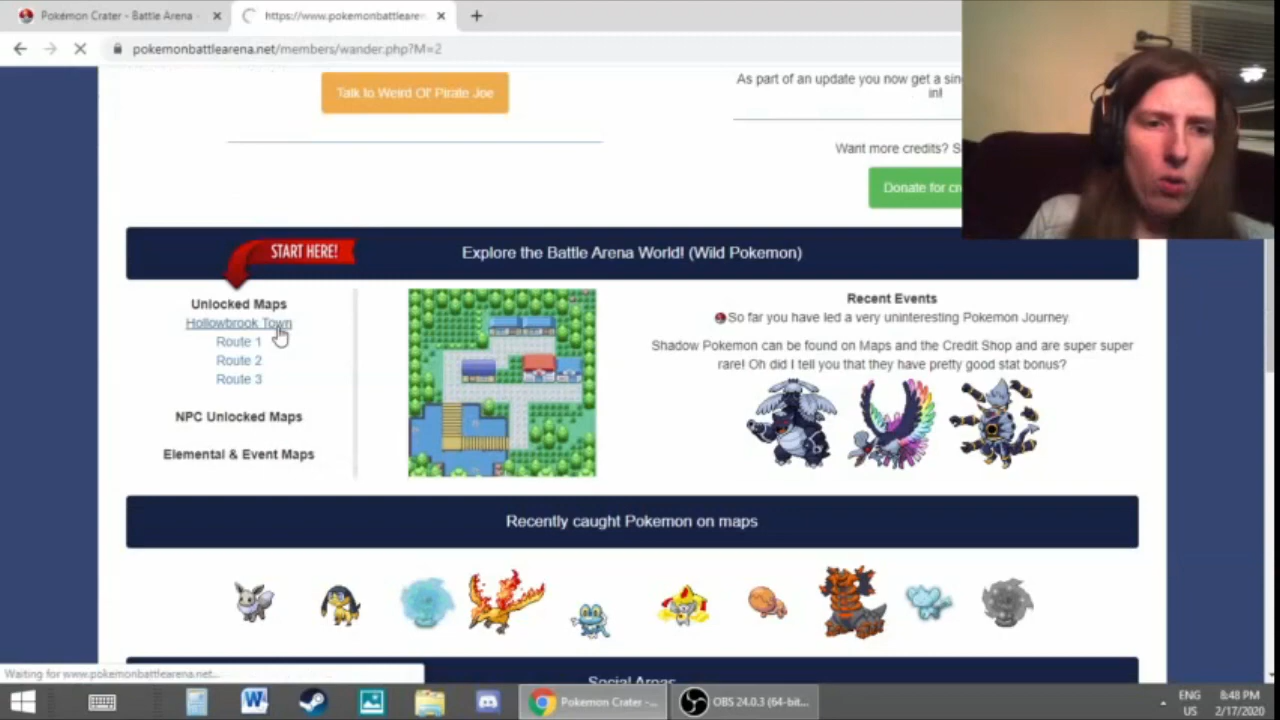 Pokémon Crater - Battle Arena
https://www.pokemonbattlearen
pokemonbattlearena.net/members/wander.php?M=2
Talk to Weird Ol' Pirate Joe
As part of an update you now get a
in!
Want more credits?
Donate for
START HERE!
Explore the Battle Arena World! (Wild Pokemon)
Unlocked Maps
Hollowbrook Town
Route 1
Route 2
Route 3
NPC Unlocked Maps
Elemental & Event Maps
Recent Events
So far you have led a very uninteresting Pokemon Journey.
Shadow Pokemon can be found on Maps and the Credit Shop and are super super
rare! Oh did I tell you that they have pretty good stat bonus?
Recently caught Pokemon on maps
Social Areas
Waiting for www.pokemonbattlearena.net...
Pokemon Crater -...
OBS 24.0.3 (64-bit...
ENG
US
8:48 PM
2/17/2020